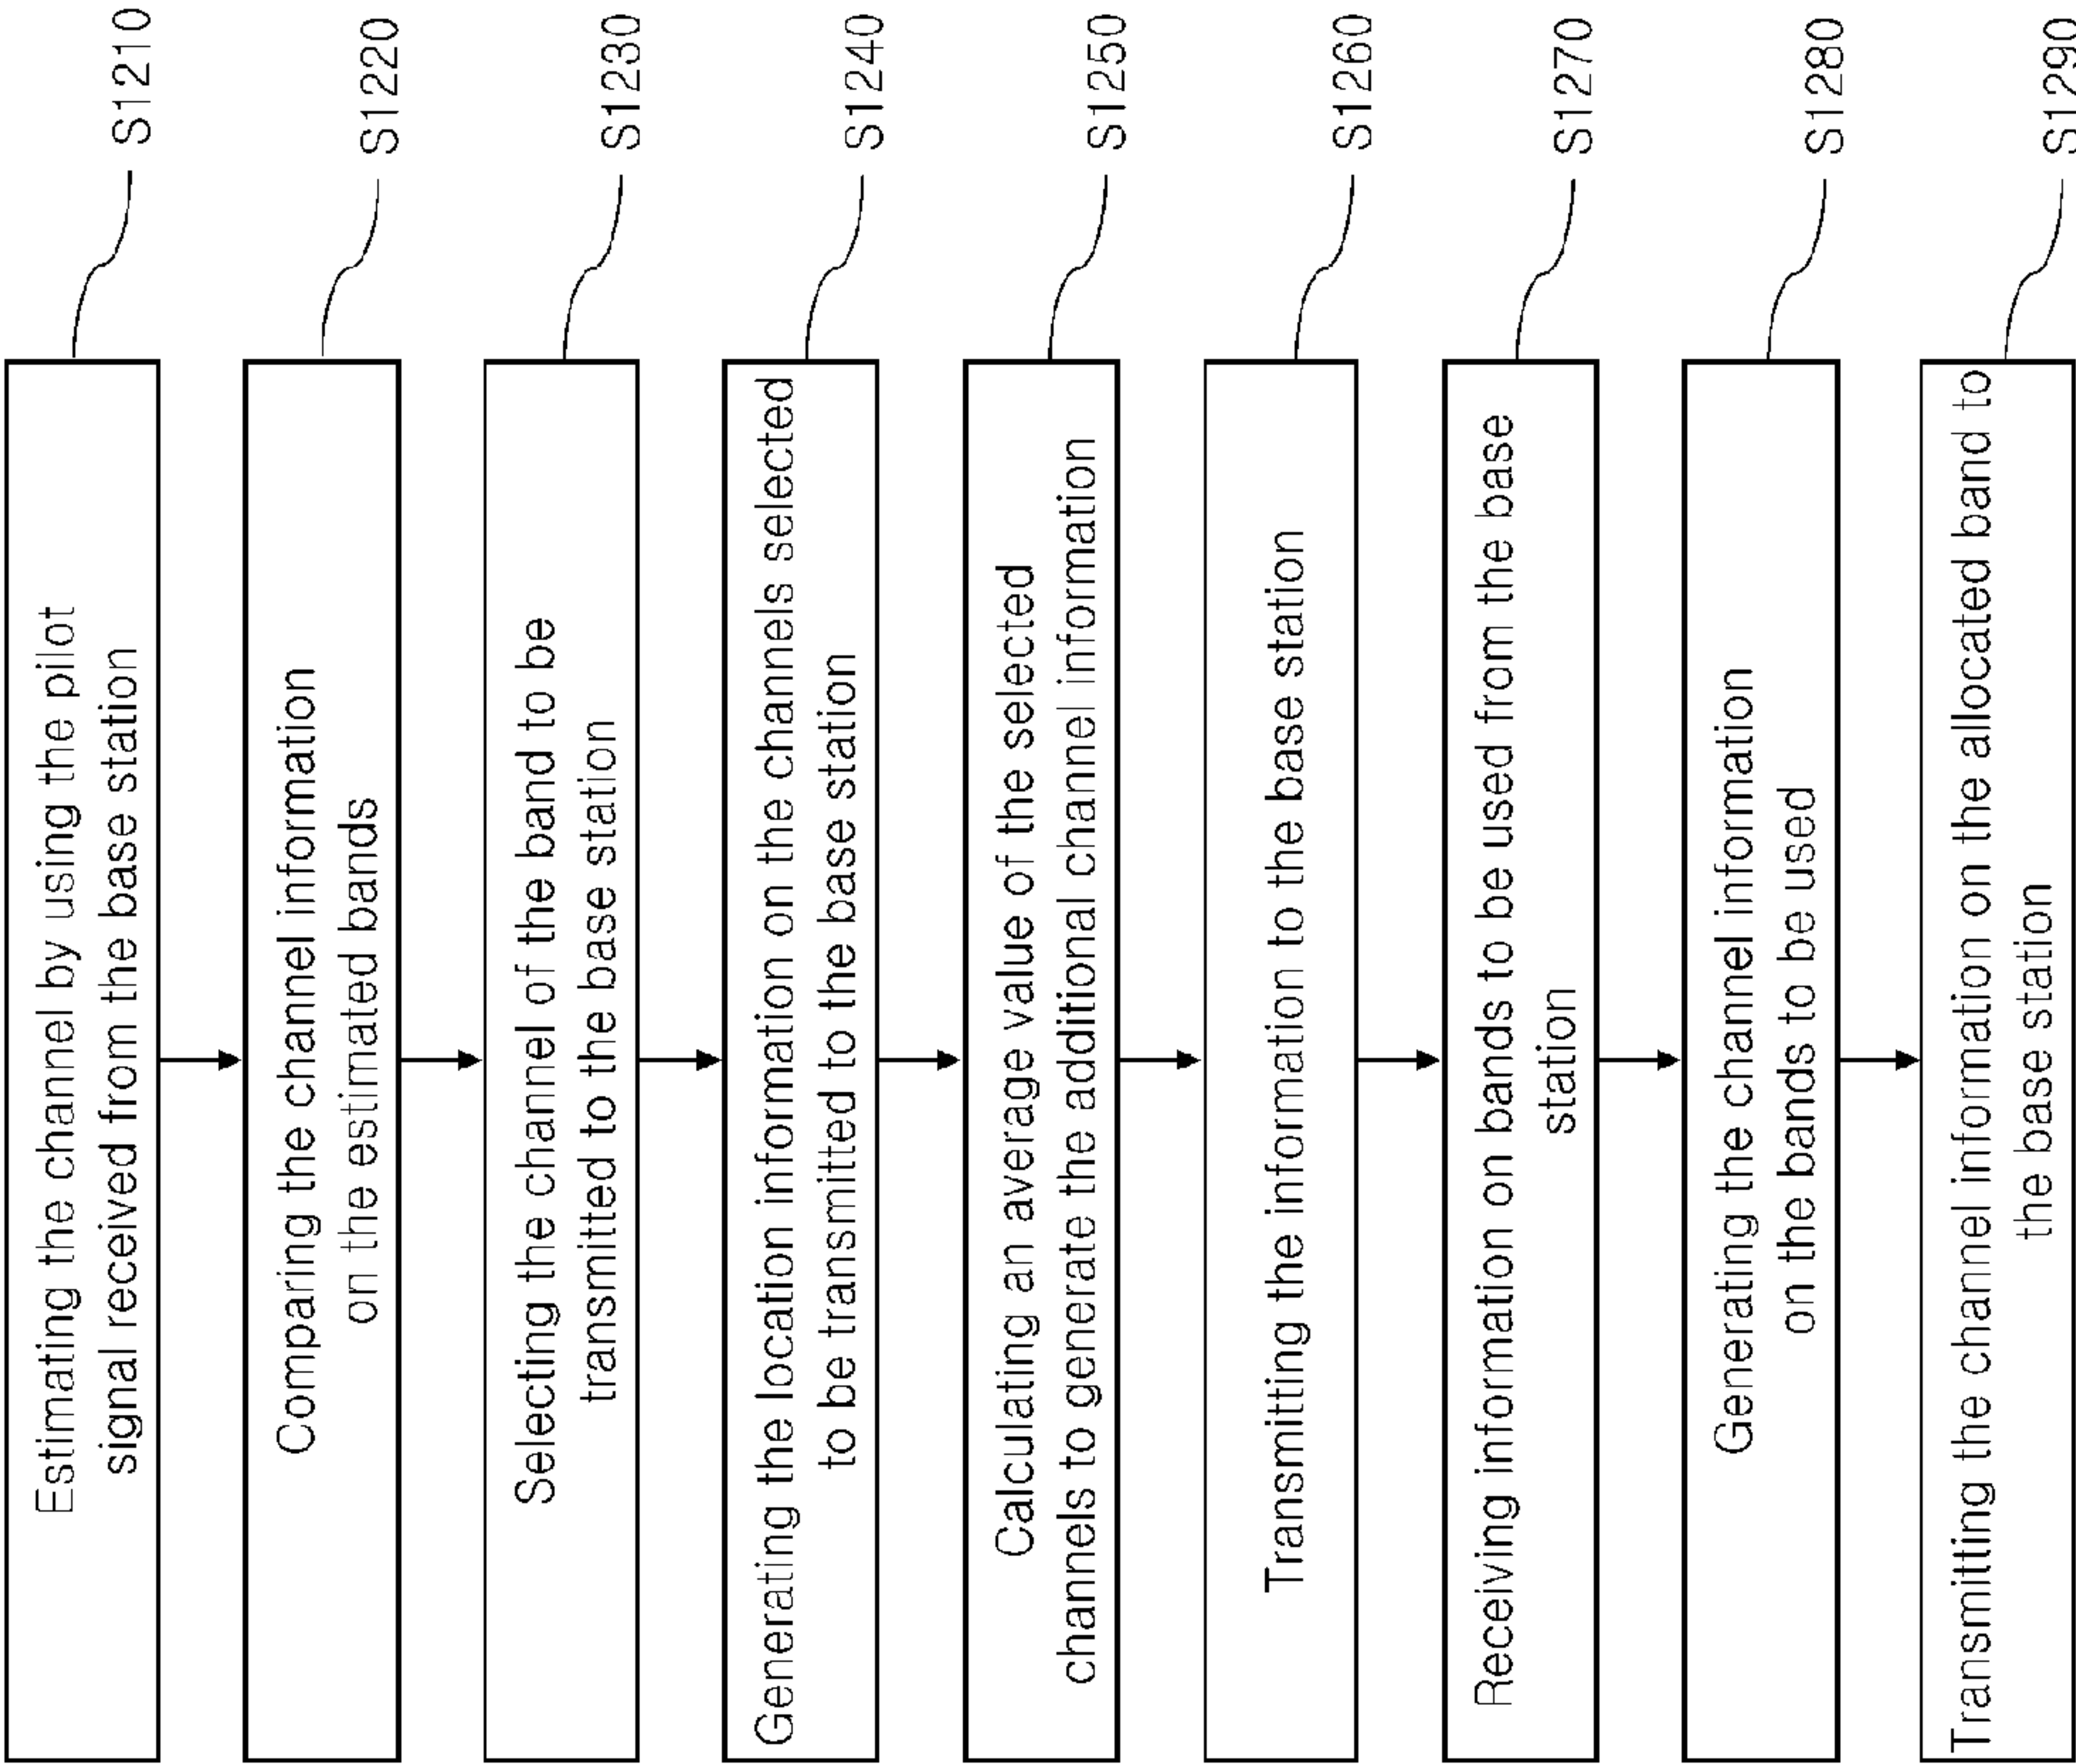 Estimating the channel by using the pilot
signal received from the base station
S1210
Comparing the channel information
on the estimated bands
S1220
Selecting the channel of the band to be
transmitted to the base station
S1230
Generating the location information on the channels selected
to be transmitted to the base station
S1240
Calculating an average value of the selected
channels to generate the additional channel information
S1250
Transmitting the information to the base station
S1260
Receiving information on bands to be used from the base
station
S1270
Generating the channel information
on the bands to be used
S1280
Transmitting the channel information on the allocated band to
the base station
S1290